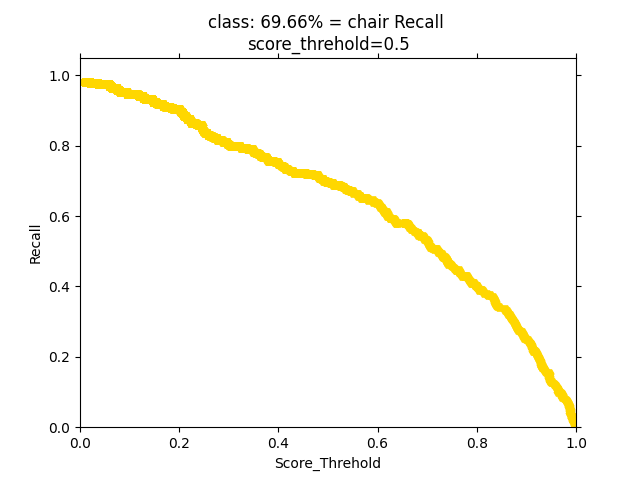 class: 69.66% = chair Recall
score_threhold=0.5
1.0
0.8
0.6
0.4
0.2
0.0
Recall
0.0 0.2 0.4 0.6 0.8 1.0
Score_Threhold